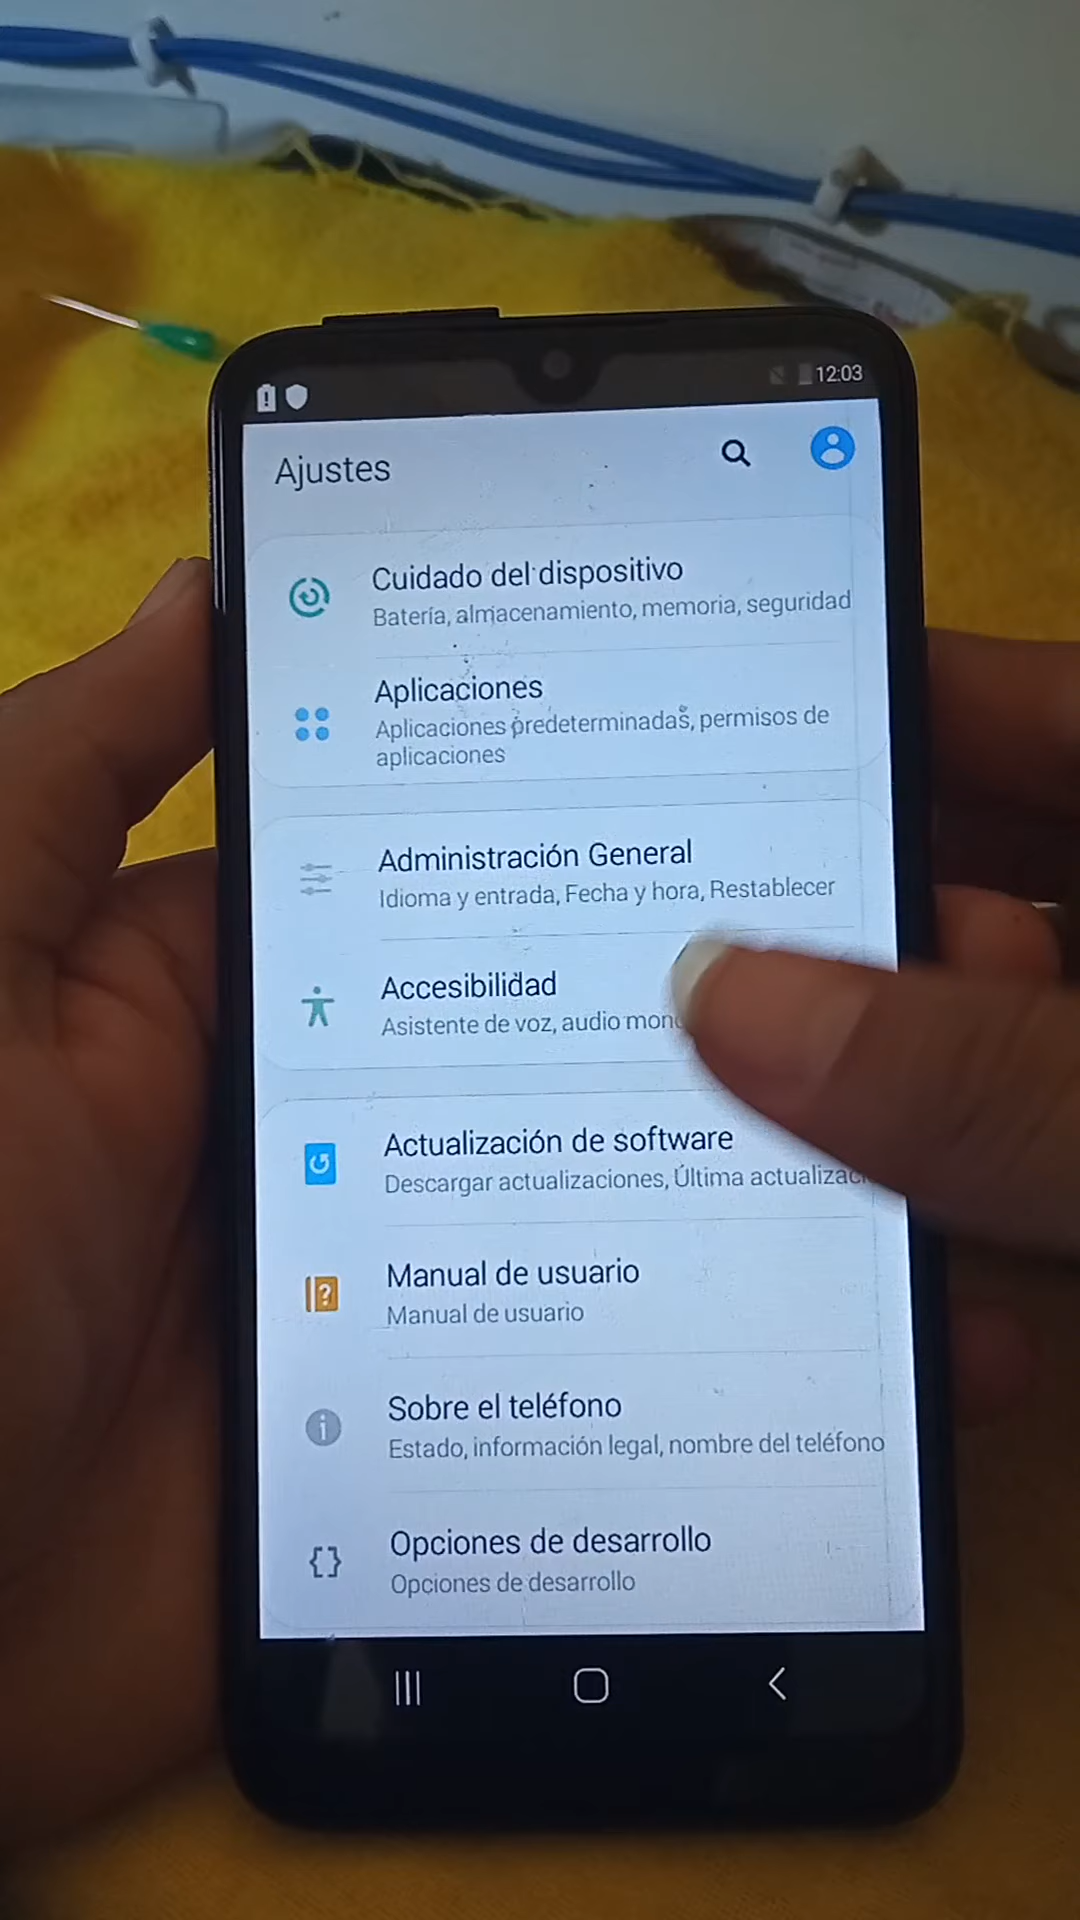 12:03
Ajustes
Cuidado del dispositivo
Batería, almacenamiento, memoria, seguridad
Aplicaciones
Aplicaciones predeterminadas, permisos de
aplicaciones
Administración General
Idioma y entrada, Fecha y hora, Restablecer
Accesibilidad
Asistente de voz, audio mono
Actualización de software
Descargar actualizaciones, Última
Manual de usuario
Manual de usuario
Sobre el teléfono
Estado, información legal, nombre del teléfono
Opciones de desarrollo
Opciones de desarrollo